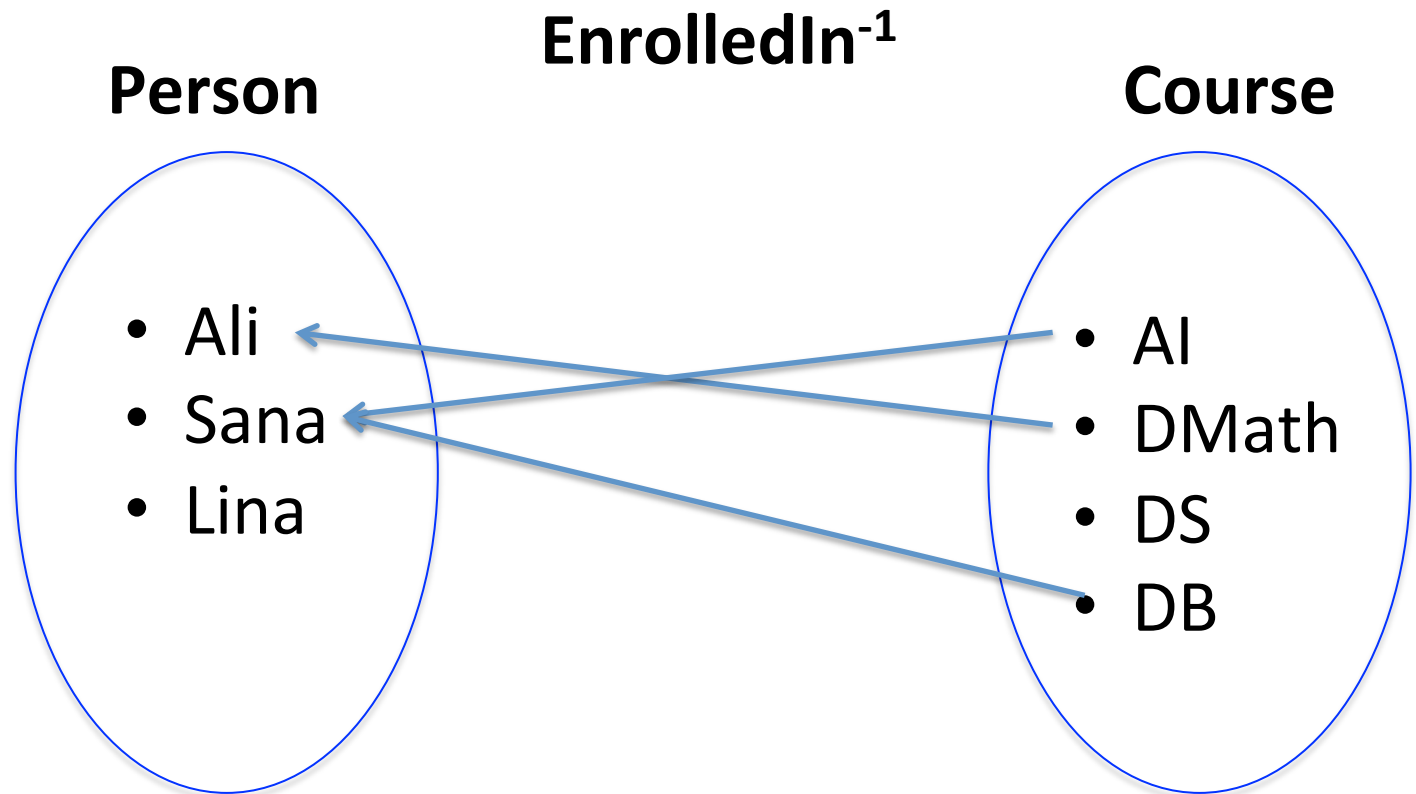 EnrolledIn⁻¹
Person
Course
• Ali
• Sana
• Lina
• AI
• DMath
• DS
• DB